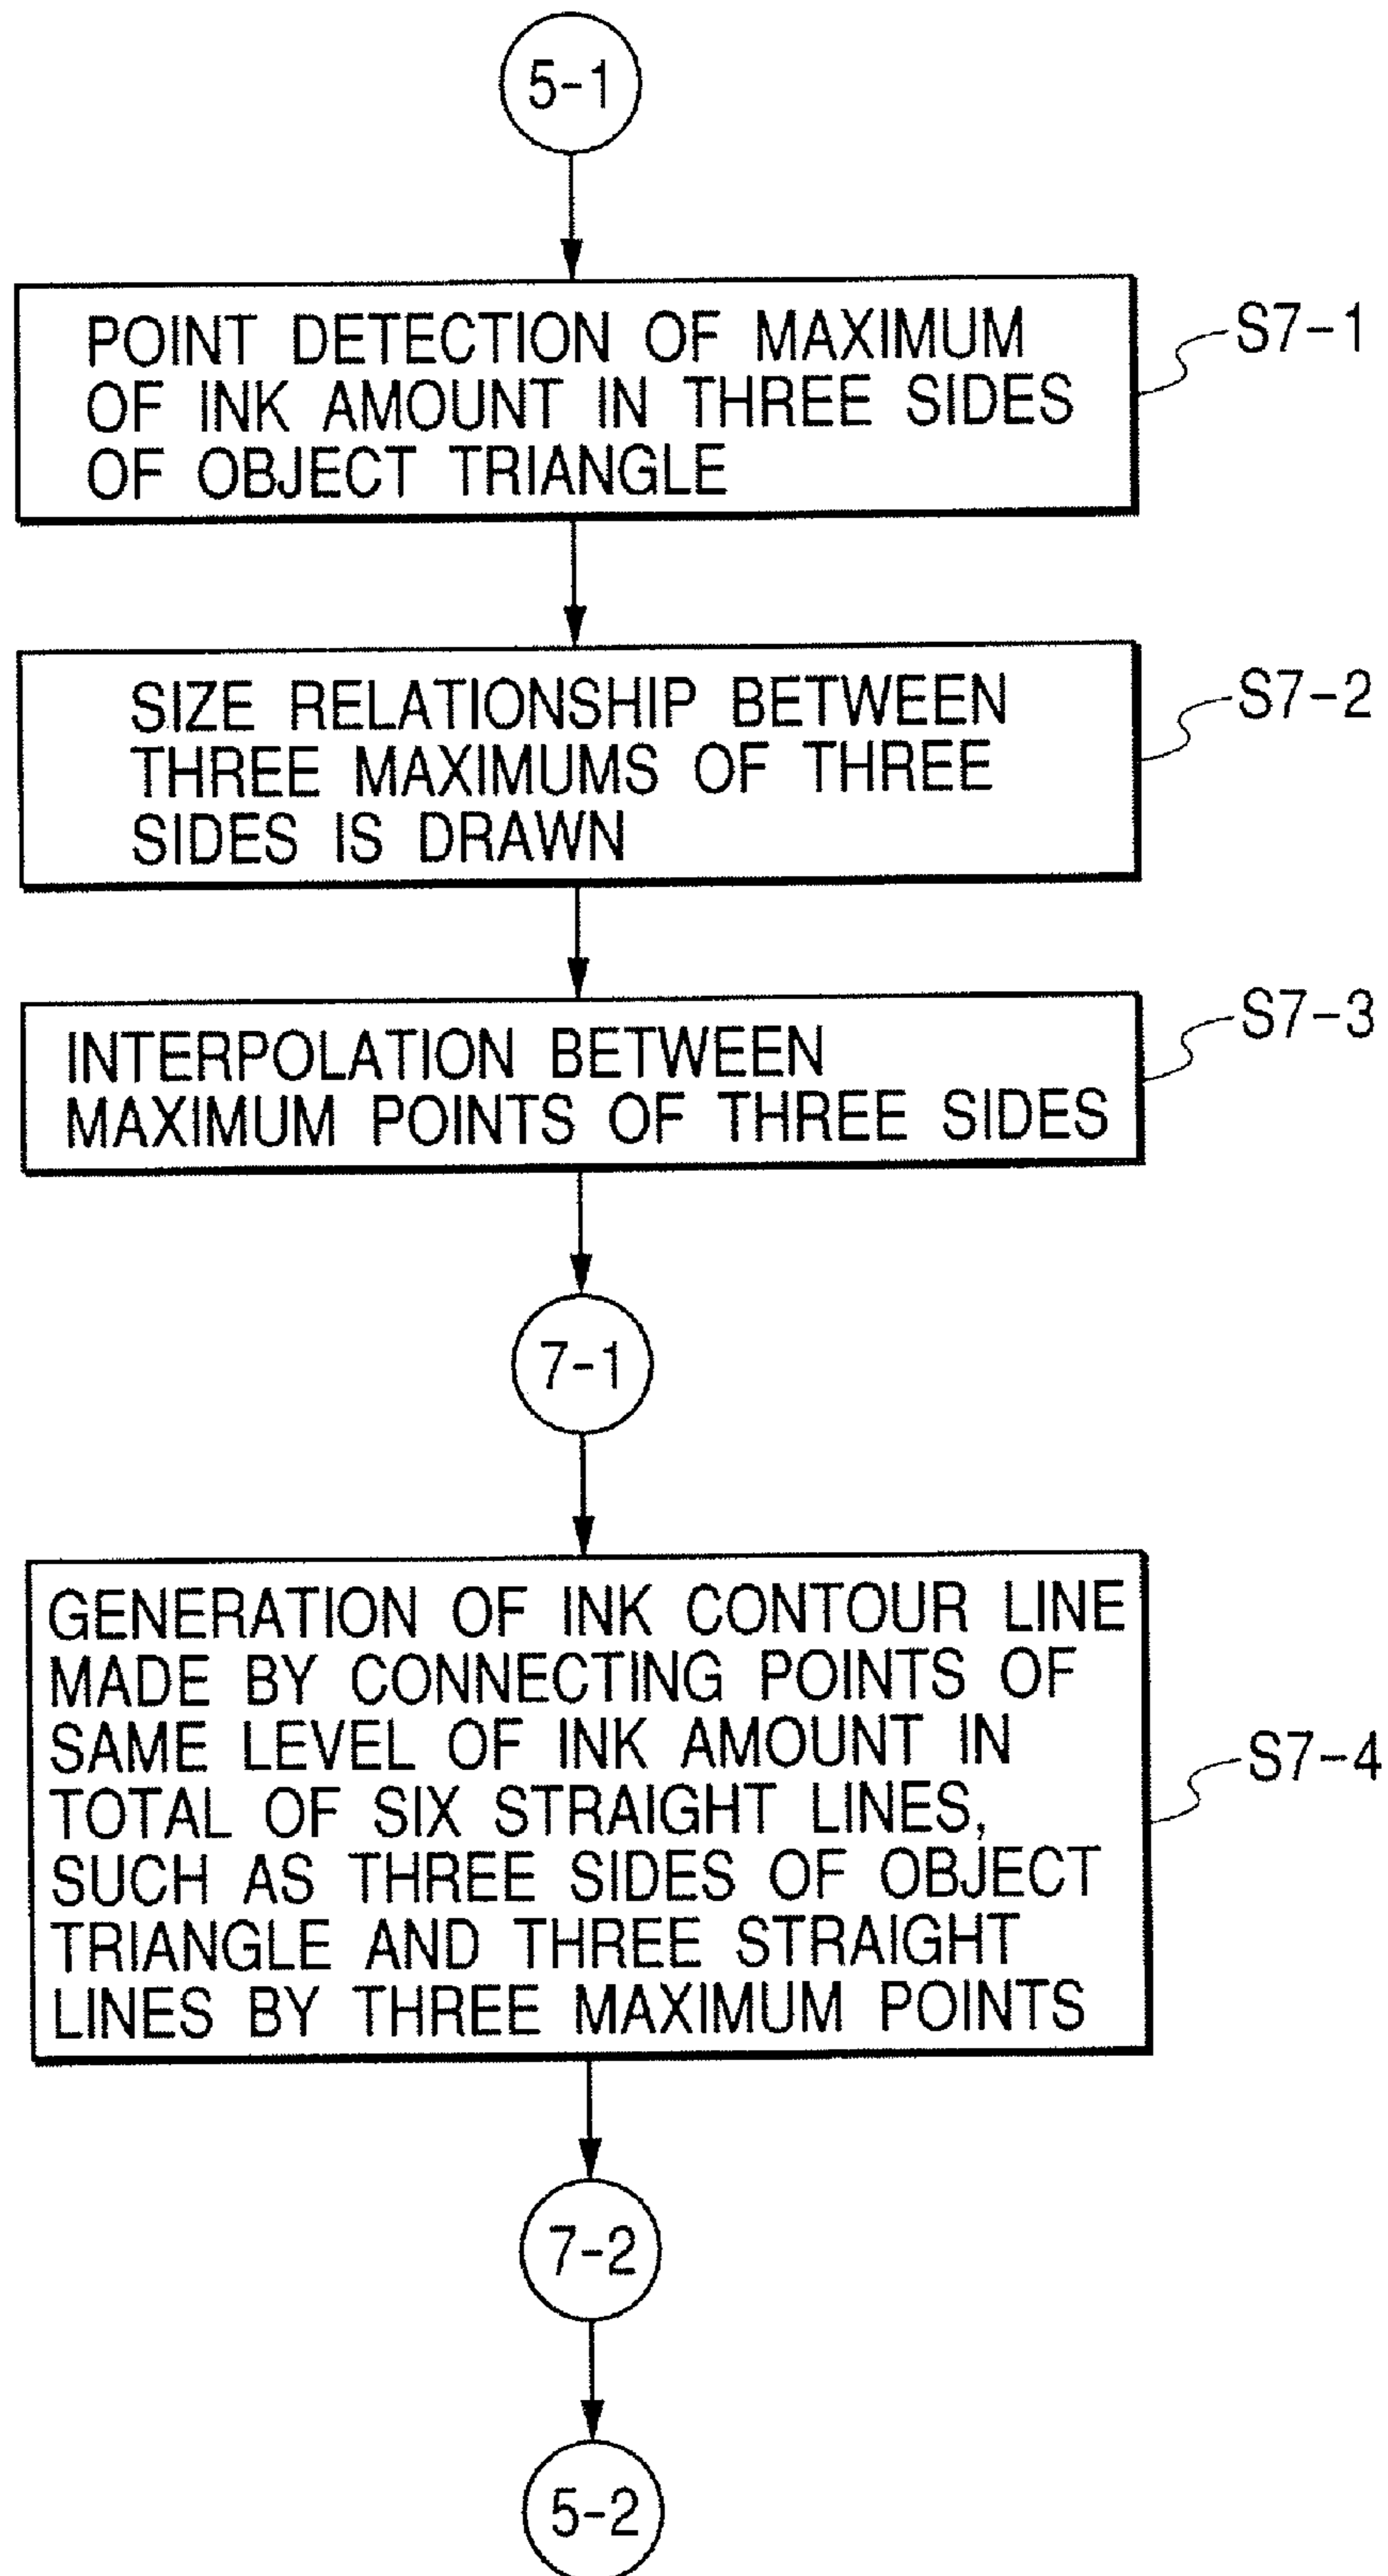 5-1
POINT DETECTION OF MAXIMUM
OF INK AMOUNT IN THREE SIDES
OF OBJECT TRIANGLE
S7-1
SIZE RELATIONSHIP BETWEEN
THREE MAXIMUMS OF THREE
SIDES IS DRAWN
S7-2
INTERPOLATION BETWEEN
MAXIMUM POINTS OF THREE SIDES
S7-3
7-1
GENERATION OF INK CONTOUR LINE
MADE BY CONNECTING POINTS OF
SAME LEVEL OF INK AMOUNT IN
TOTAL OF SIX STRAIGHT LINES,
SUCH AS THREE SIDES OF OBJECT
TRIANGLE AND THREE STRAIGHT
LINES BY THREE MAXIMUM POINTS
S7-4
7-2
5-2